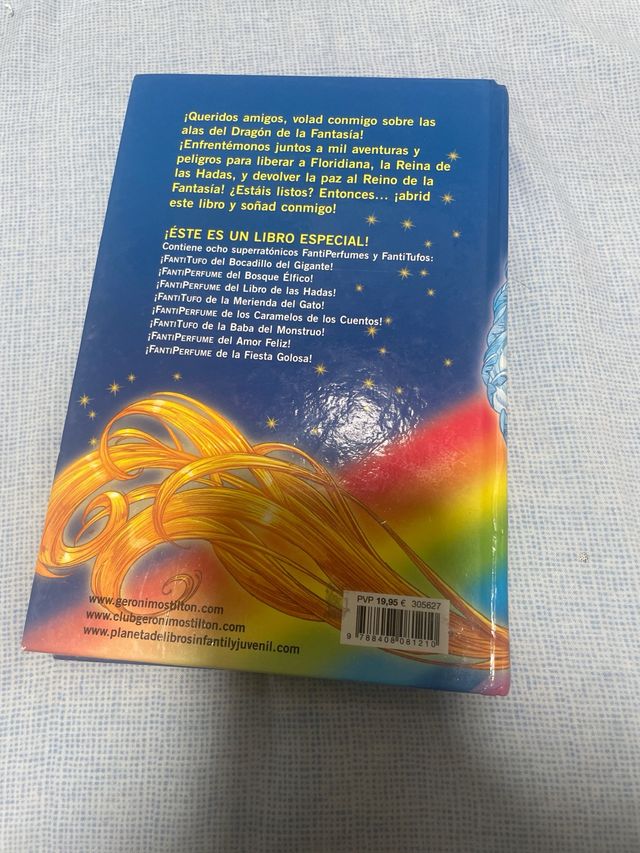 ¡Queridos amigos, volad conmigo sobre las
alas del Dragón de la Fantasía!
¡Enfrentémonos juntos a mil aventuras y
peligros para liberar a Floridiana, la Reina de
las Hadas, y devolver la paz al Reino de la
Fantasía! ¿Estáis listos? Entonces... ¡abrid
este libro y soñad conmigo!
¡ÉSTE ES UN LIBRO ESPECIAL!
Contiene ocho superratónicos FantiPerfumes y FantiTufos:
¡FANTITUFO del Bocadillo del Gigante!
¡FANTIPERFUME del Bosque Élfico!
¡FANTIPERFUME del Libro de las Hadas!
¡FANTITUFO de la Merienda del Gato!
¡FANTIPERFUME de los Caramelos de los Cuentos!
¡FANTITUFO de la Baba del Monstruo!
¡FANTIPERFUME del Amor Feliz!
¡FANTIPERFUME de la Fiesta Golosa!
www.geronimostilton.com
www.clubgeronimostilton.com
www.planetadelibrosinfantilyjuvenil.com
PVP 19,95 € 305627
9 788408 081210